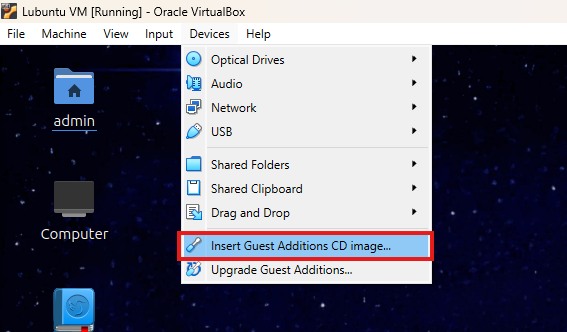 Lubuntu VM [Running] - Oracle VirtualBox
File Machine View Input Devices Help
Optical Drives
Audio
Network
USB
Shared Folders
Shared Clipboard
Drag and Drop
Insert Guest Additions CD image...
Upgrade Guest Additions...
admin
Computer